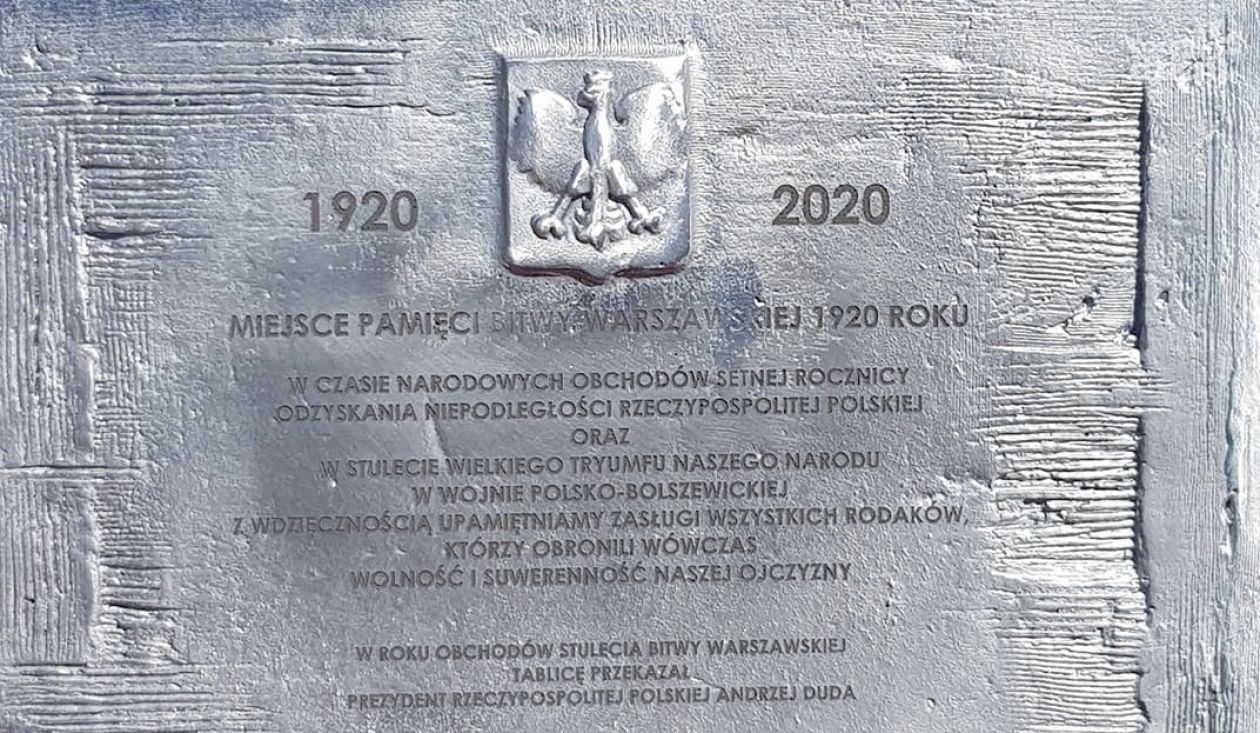 1920 2020
MIEJSCE PAMIĘCI BITWY WARSZAWSKIEJ 1920 ROKU
W CZASIE NARODOWYCH OBCHODÓW SETNEJ ROCZNICY
ODZYSKANIA NIEPODLEGŁOŚCI RZECZYPOSPOLITEJ POLSKIEJ
ORAZ
W STULECIE WIELKIEGO TRYUMFU NASZEGO NARODU
W WOJNIE POLSKO-BOLSZEWICKIEJ
Z WDZIĘCZNOŚCIĄ UPAMIĘTNIAMY ZASŁUGI WSZYSTKICH RODAKÓW,
KTÓRZY OBRONILI WÓWCZAS
WOLNOŚĆ I SUWERENNOŚĆ NASZEJ OJCZYZNY
W ROKU OBCHODÓW STULECIA BITWY WARSZAWSKIEJ
TABLICĘ PRZEKAZAŁ
PREZYDENT RZECZYPOSPOLITEJ POLSKIEJ ANDRZEJ DUDA